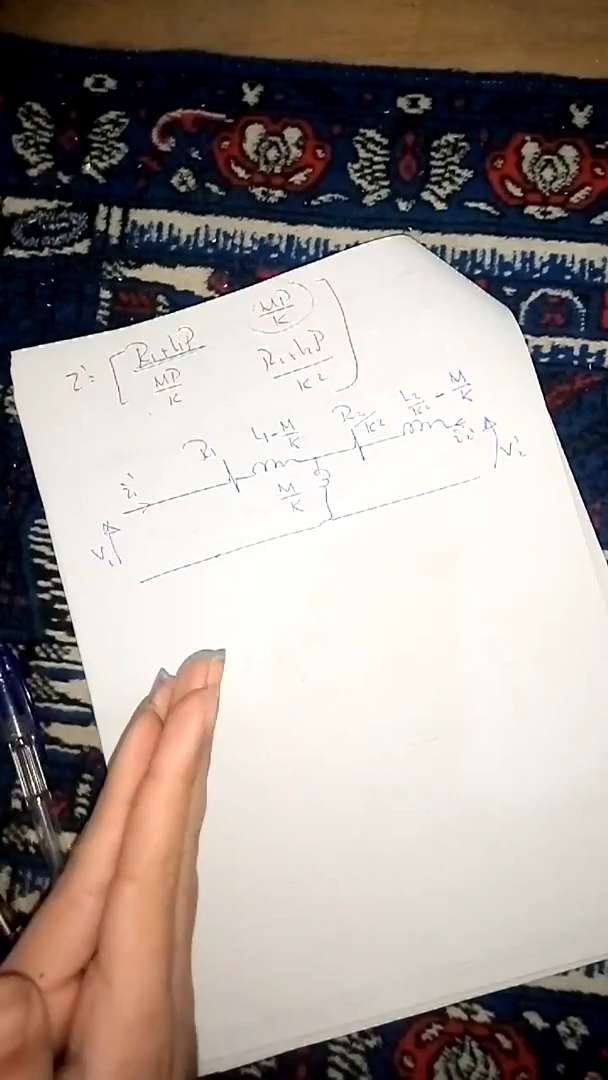 Z' = [ R1+L1P MP/K
MP/K R2+L2P/K2 ]
R1 L1-M/K R2/K2 L2/K2 - M/K
i1' M/K i2'
V1 V2'